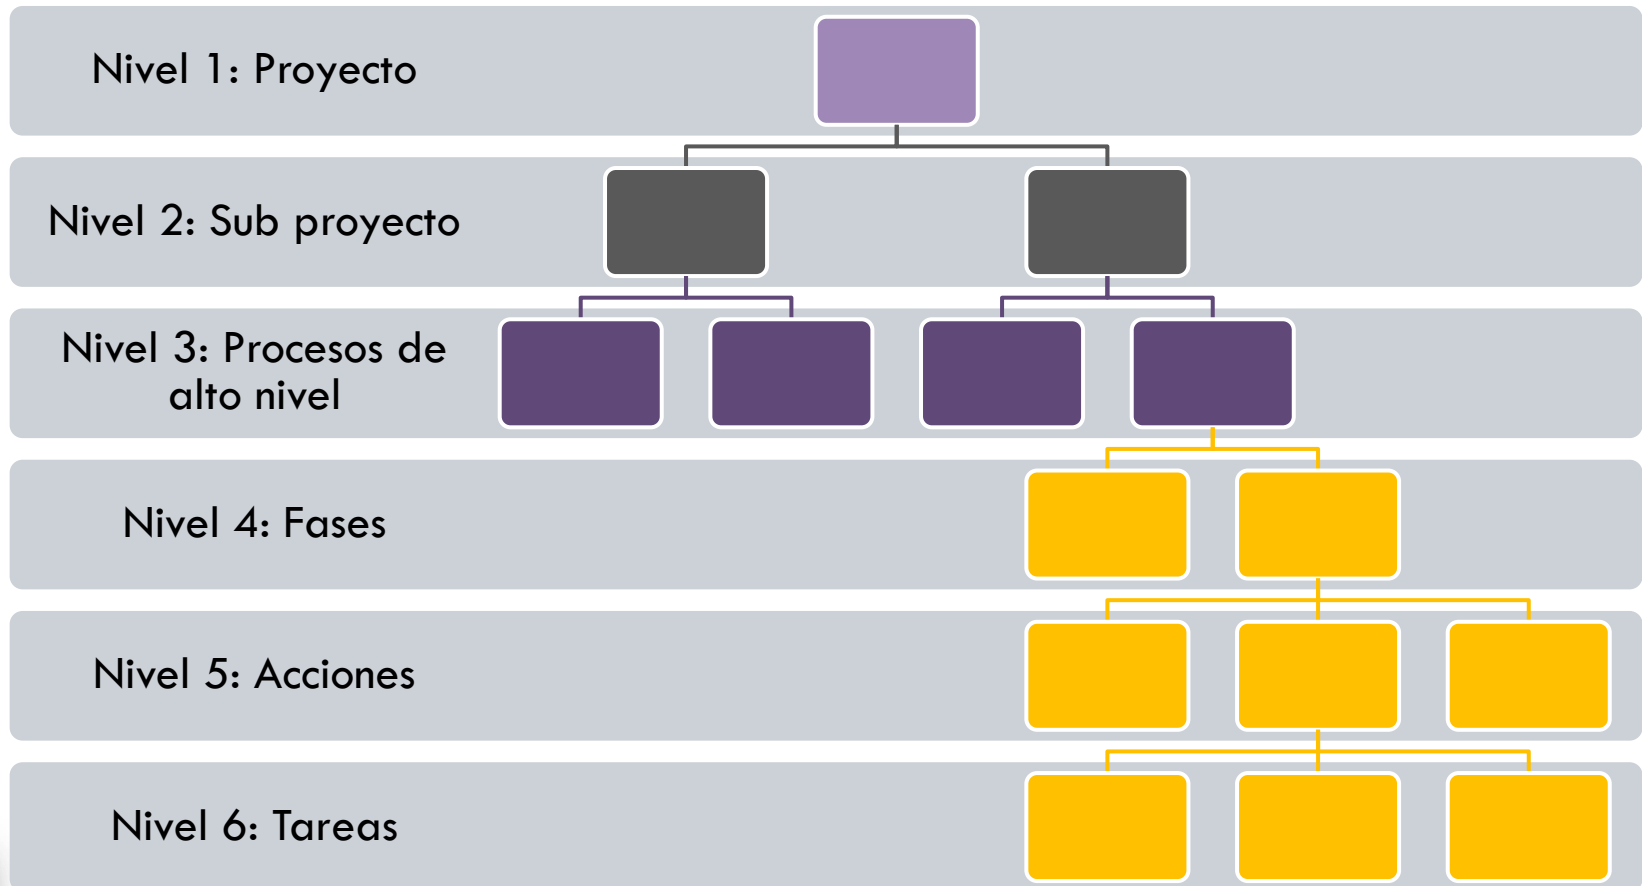 Nivel 1: Proyecto
Nivel 2: Sub proyecto
Nivel 3: Procesos de
alto nivel
Nivel 4: Fases
Nivel 5: Acciones
Nivel 6: Tareas